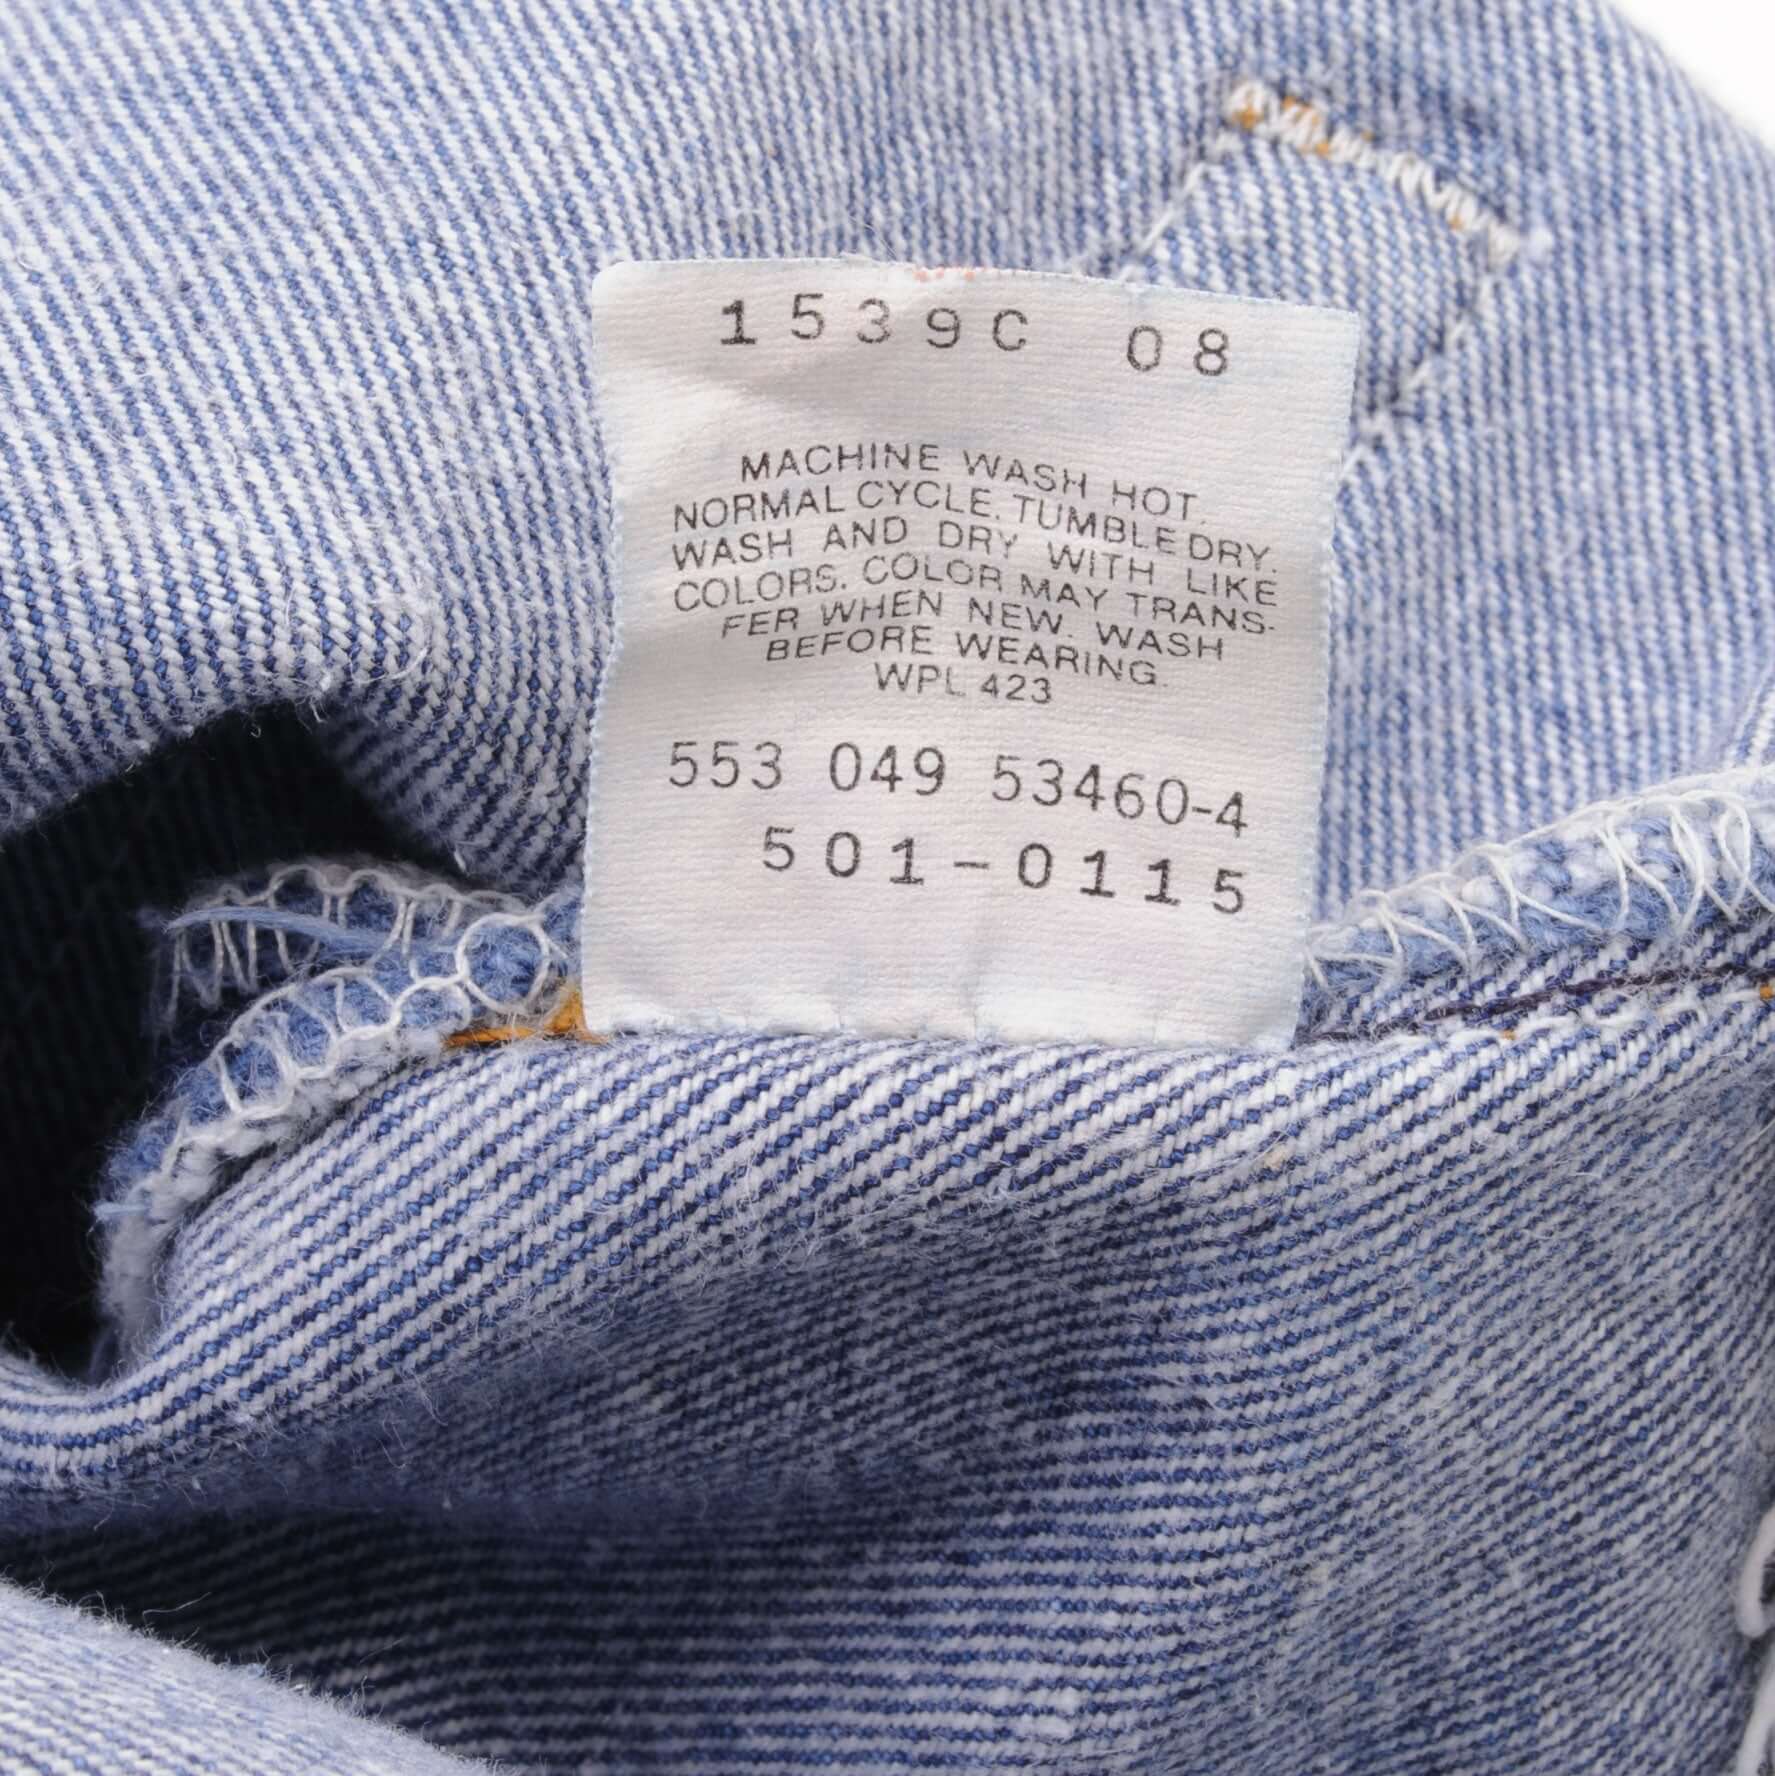 1539C 08
MACHINE WASH HOT.
NORMAL CYCLE. TUMBLE DRY.
WASH AND DRY WITH LIKE
COLORS. COLOR MAY TRANS-
FER WHEN NEW. WASH
BEFORE WEARING.
WPL 423
553 049 53460-4
501-0115